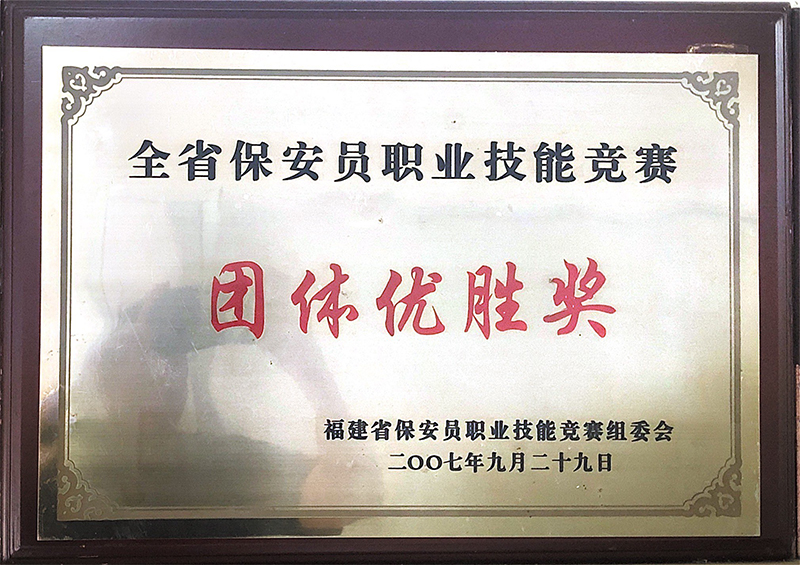 全省保安员职业技能竞赛
团体优胜奖
福建省保安员职业技能竞赛组委会
二〇〇七年九月二十九日